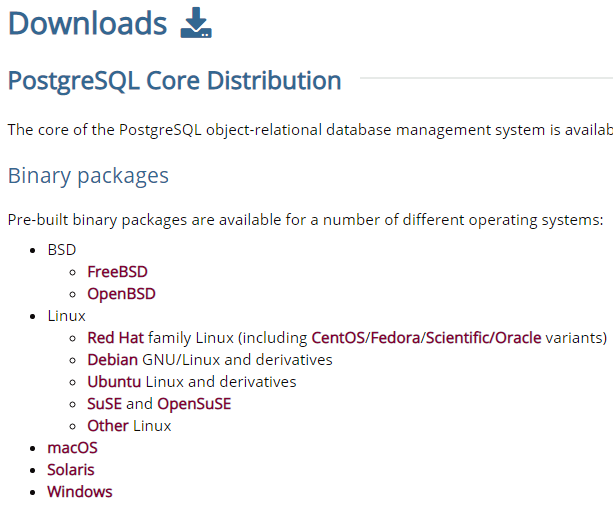 Downloads
PostgreSQL Core Distribution
The core of the PostgreSQL object-relational database management system is
Binary packages
Pre-built binary packages are available for a number of different operating systems:
BSD
FreeBSD
OpenBSD
Linux
Red Hat family Linux (including CentOS/Fedora/Scientific/Oracle variants)
Debian GNU/Linux and derivatives
Ubuntu Linux and derivatives
SuSE and OpenSuSE
Other Linux
macOS
Solaris
Windows